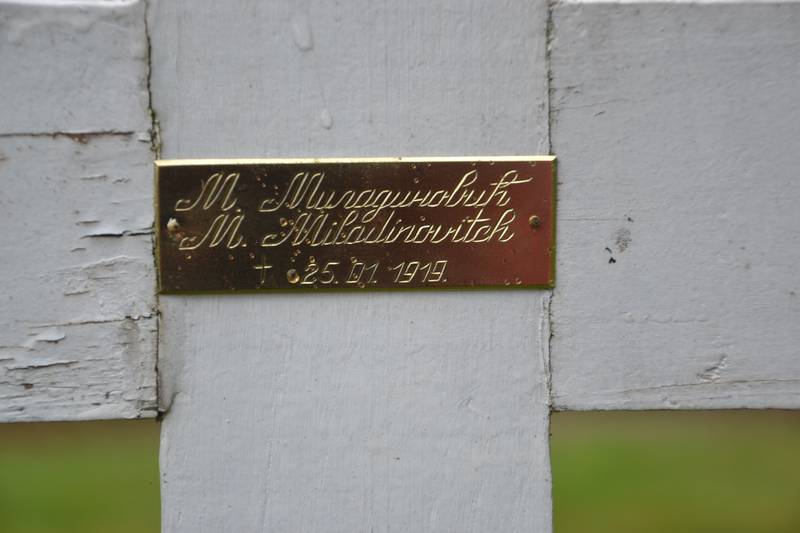 М. Миладиновић
M. Miladinovitch
† 25.01.1919.